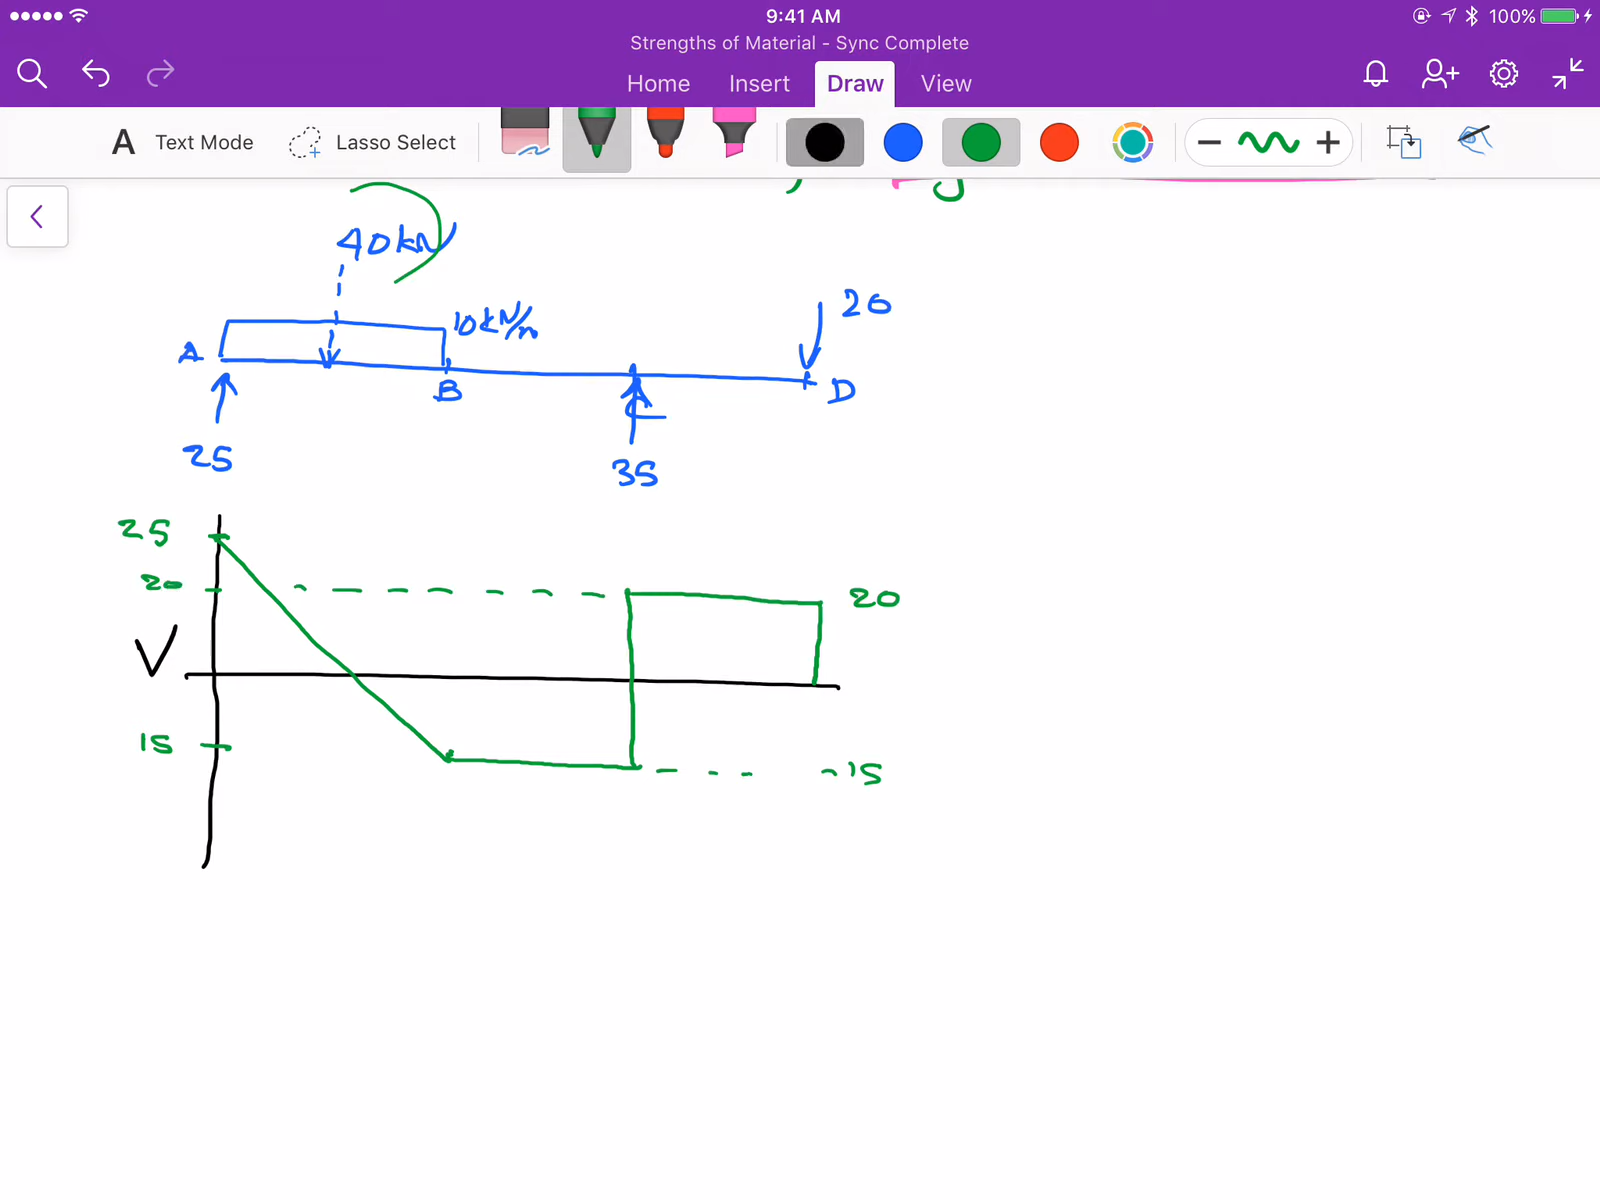 9:41 AM
100%
Strengths of Material - Sync Complete
Home Insert Draw View
A Text Mode Lasso Select
40kN
10kN/m
20
A
B
C
D
25
35
25
20
20
V
15
-15